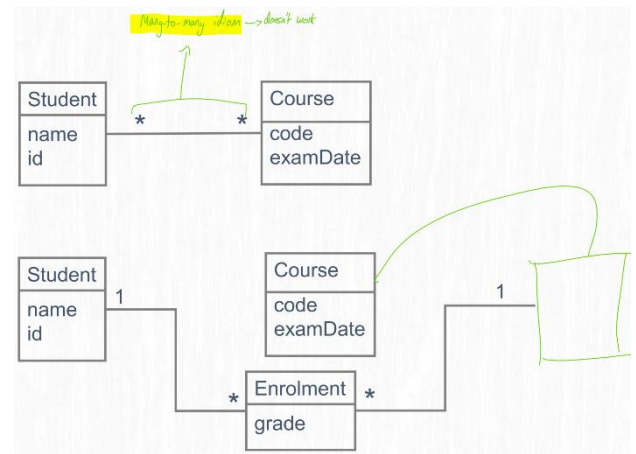 Many-to-many idiom → doesn't work
Student
name
id
* *
Course
code
examDate
Student
name
id
1
Course
code
examDate
1
* Enrolment *
grade